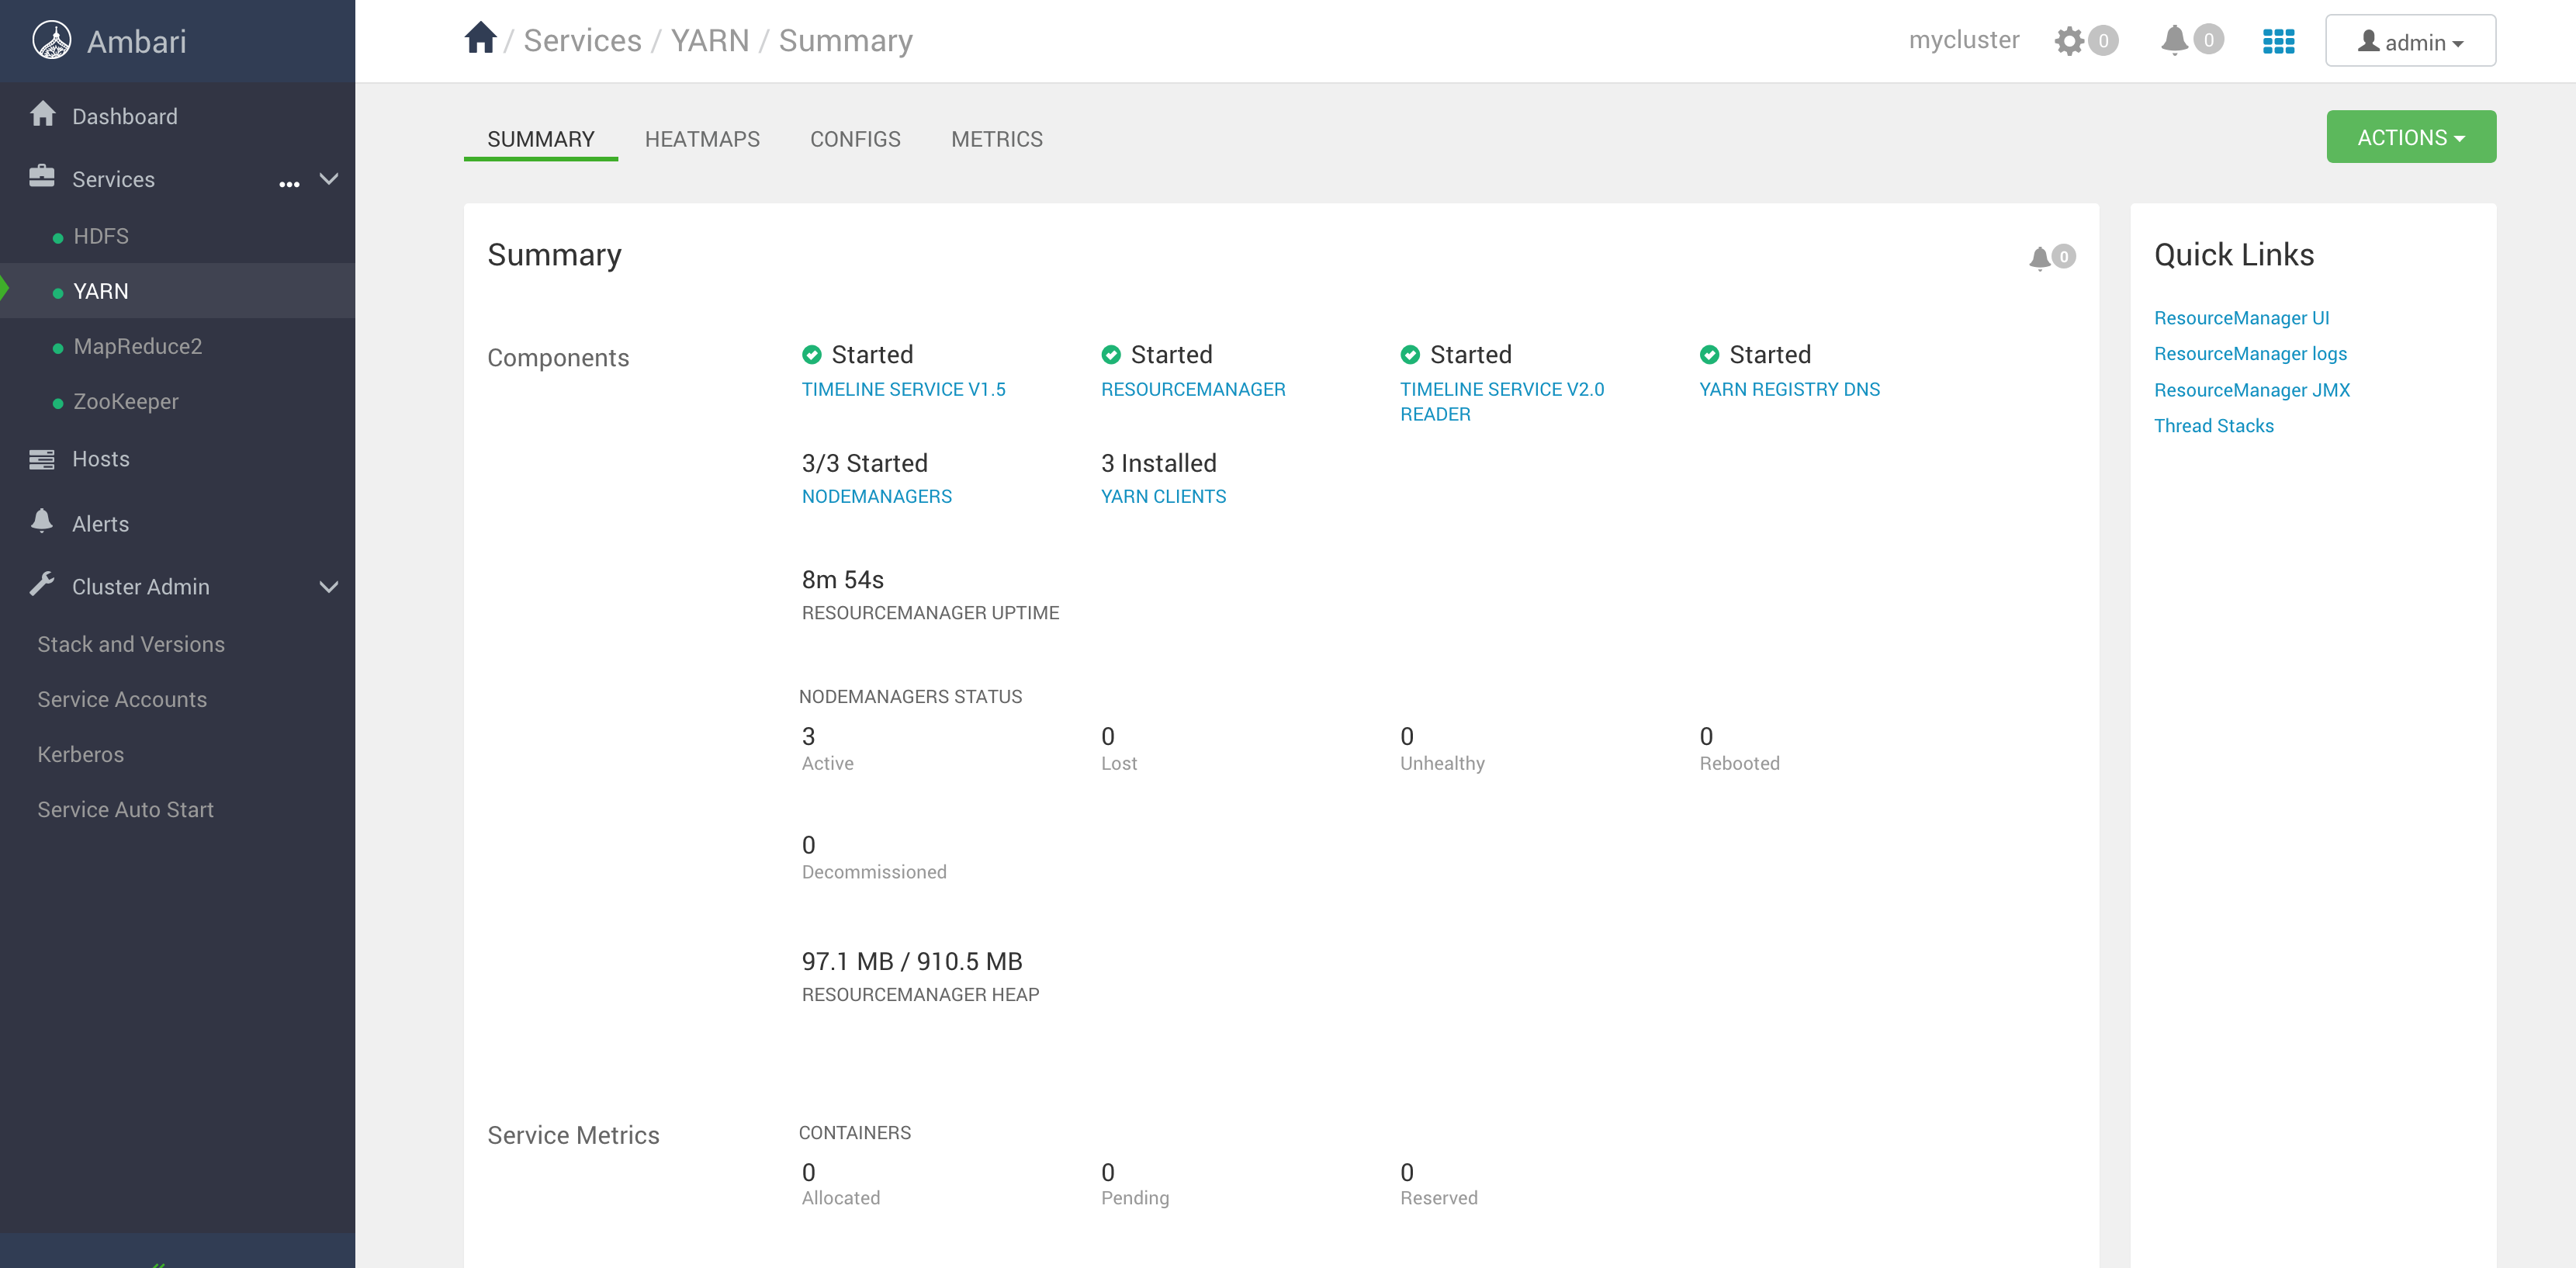 Ambari
Dashboard
Services
HDFS
YARN
MapReduce2
ZooKeeper
Hosts
Alerts
Cluster Admin
Stack and Versions
Service Accounts
Kerberos
Service Auto Start
/ Services / YARN / Summary
mycluster 0 0 admin
SUMMARY HEATMAPS CONFIGS METRICS
ACTIONS
Summary
0
Components
Started Started Started Started
TIMELINE SERVICE V1.5 RESOURCEMANAGER TIMELINE SERVICE V2.0 YARN REGISTRY DNS
READER
3/3 Started 3 Installed
NODEMANAGERS YARN CLIENTS
8m 54s
RESOURCEMANAGER UPTIME
NODEMANAGERS STATUS
3 0 0 0
Active Lost Unhealthy Rebooted
0
Decommissioned
97.1 MB / 910.5 MB
RESOURCEMANAGER HEAP
Service Metrics
CONTAINERS
0 0 0
Allocated Pending Reserved
Quick Links
ResourceManager UI
ResourceManager logs
ResourceManager JMX
Thread Stacks